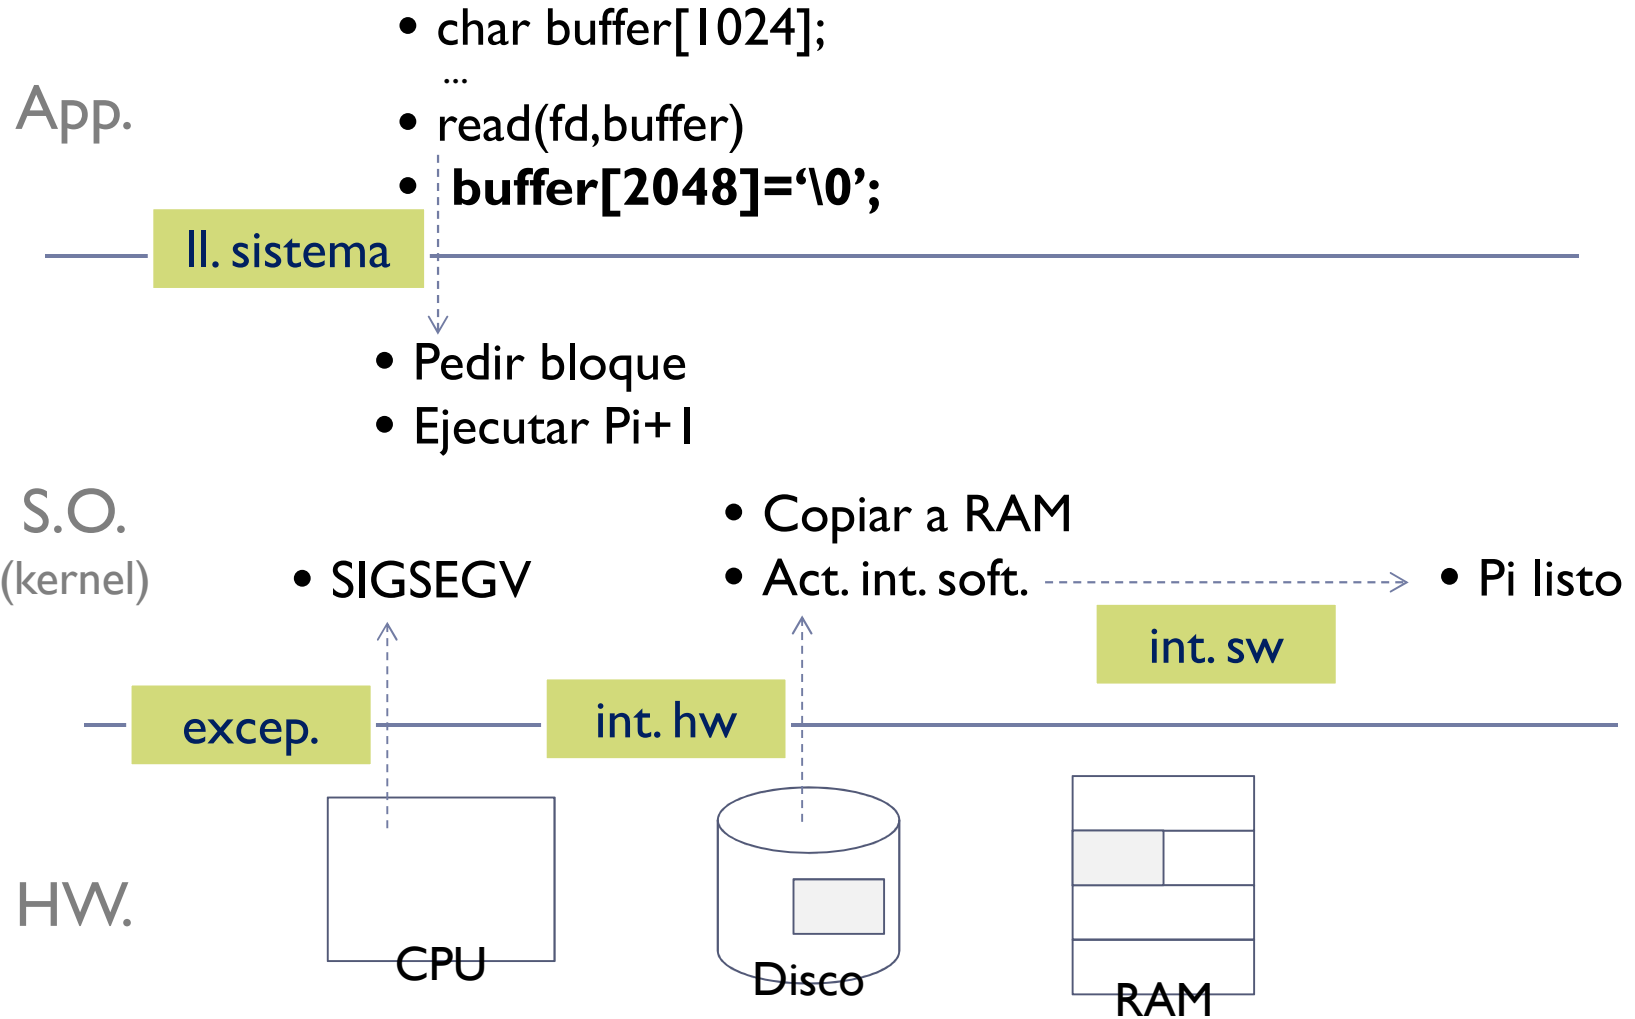 • char buffer[1024];
...
App.
• read(fd,buffer)
• buffer[2048]=‘\0’;
ll. sistema
• Pedir bloque
• Ejecutar Pi+1
S.O.
(kernel)
• Copiar a RAM
• SIGSEGV
• Act. int. soft.
• Pi listo
int. sw
excep.
int. hw
HW.
CPU
Disco
RAM